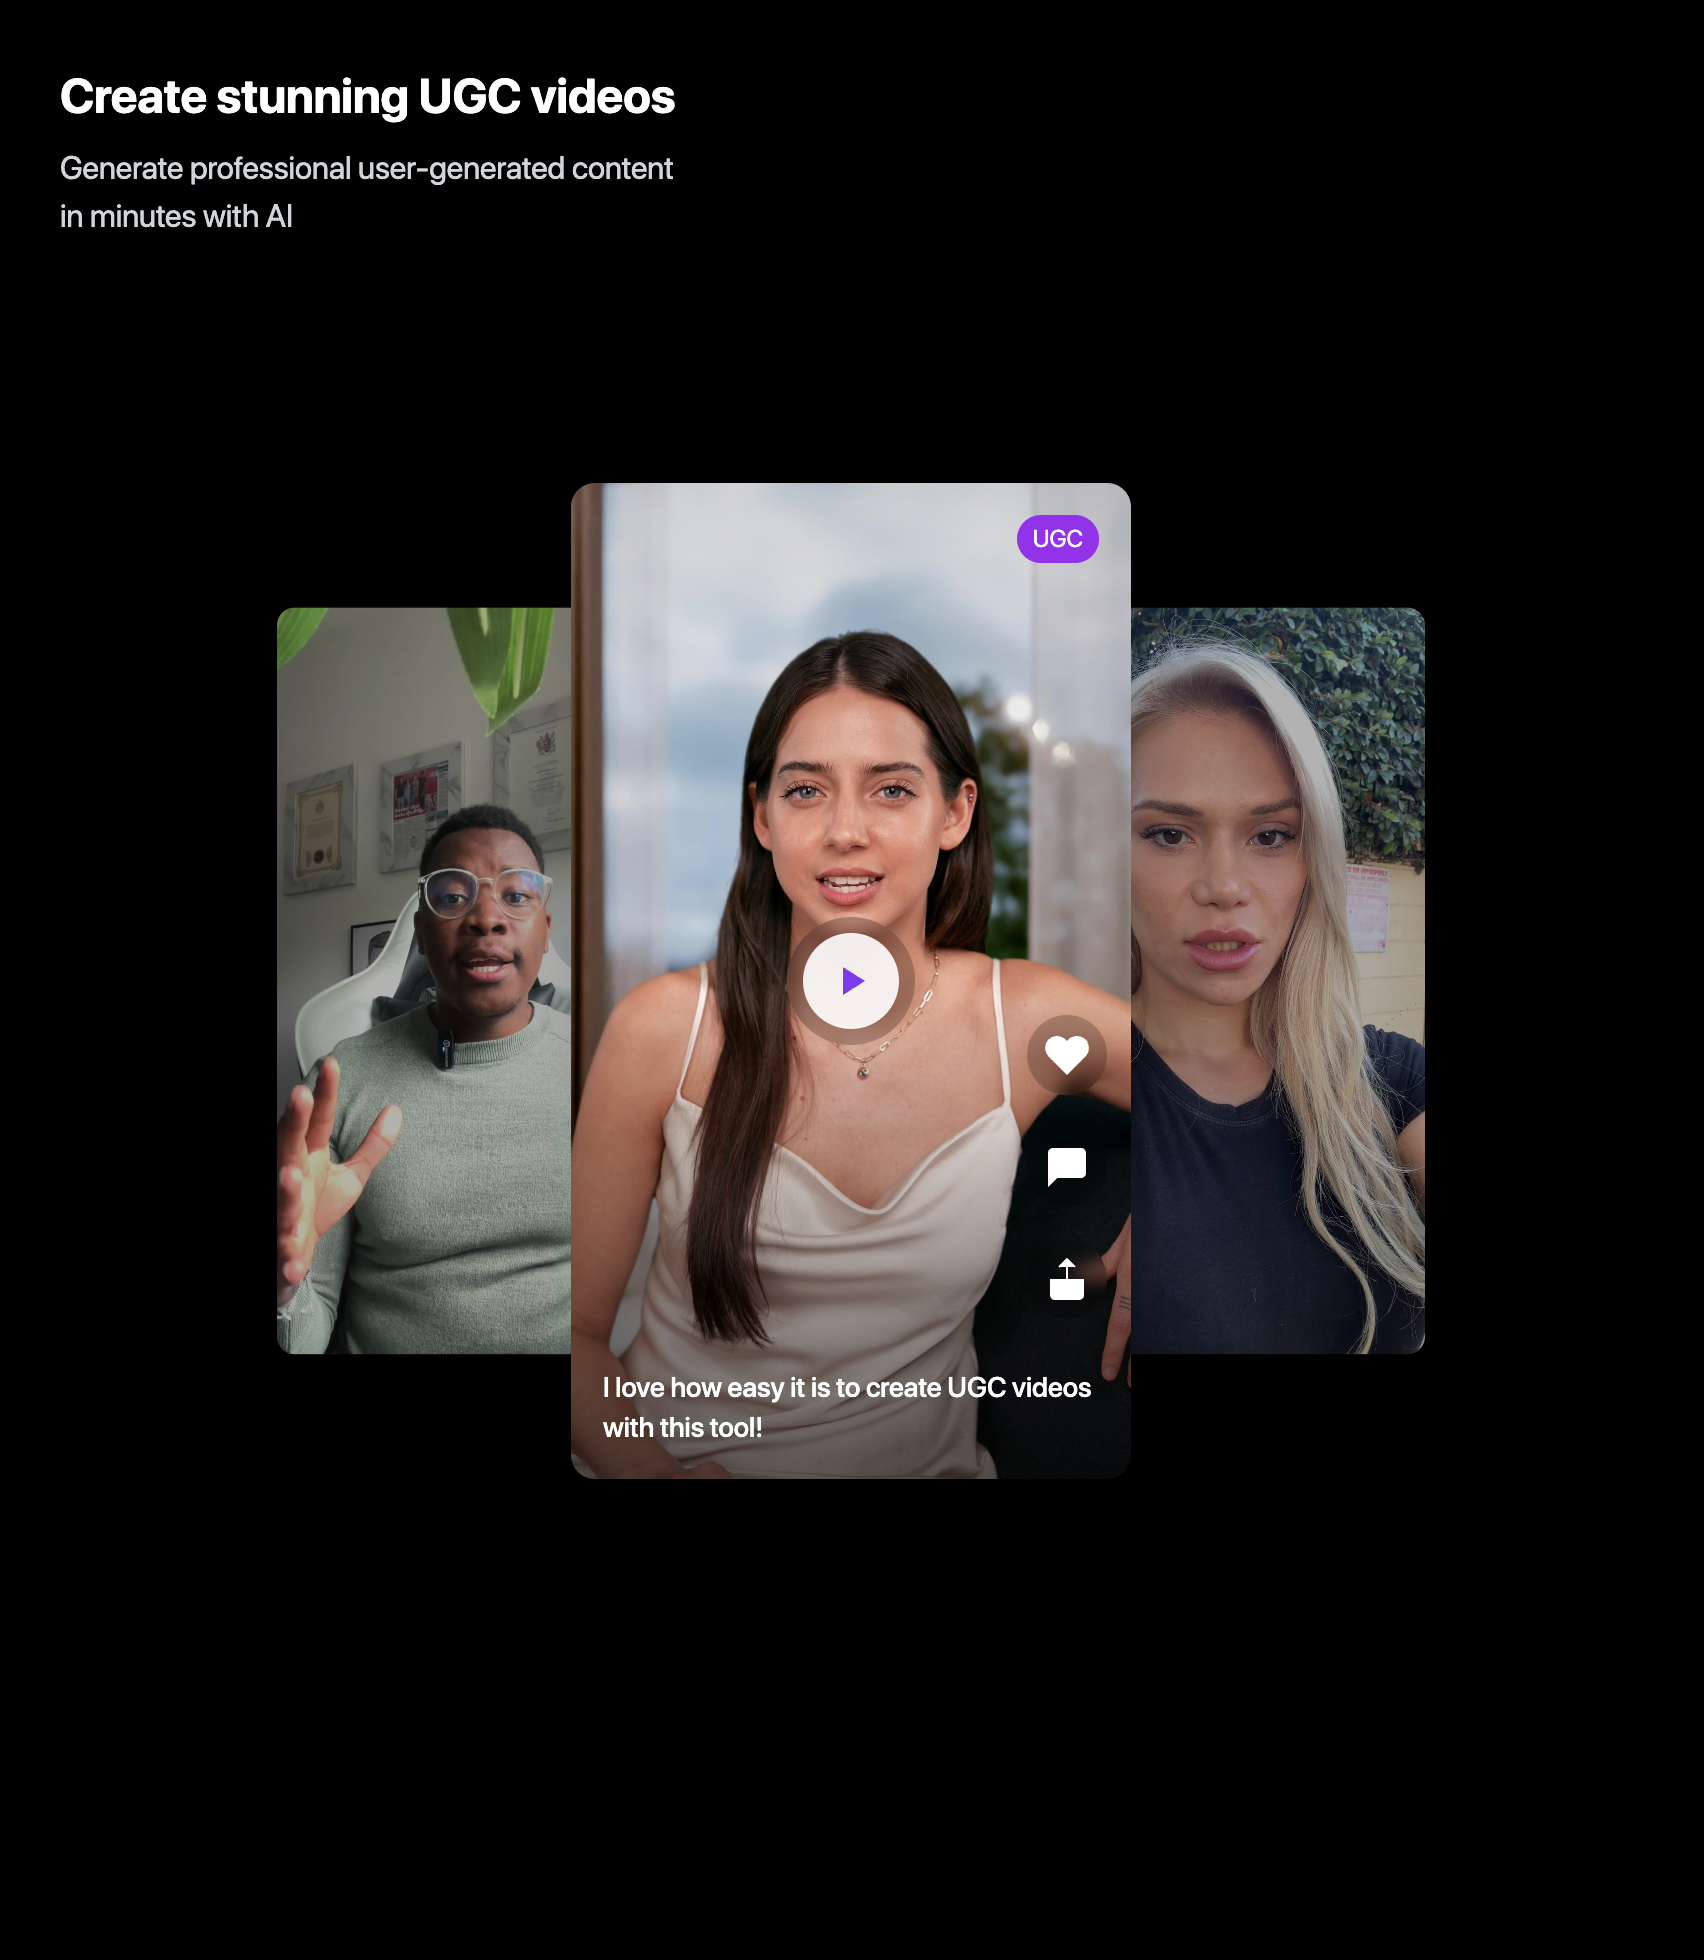 Create stunning UGC videos
Generate professional user-generated content
in minutes with AI
UGC
I love how easy it is to create UGC videos
with this tool!